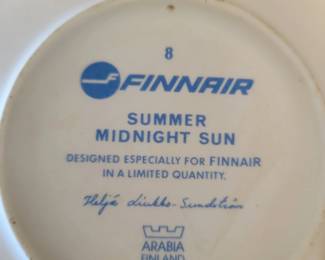 8
FINNAIR
SUMMER
MIDNIGHT SUN
DESIGNED ESPECIALLY FOR FINNAIR
IN A LIMITED QUANTITY.
Heljä Liukko-Sundström
ARABIA
FINLAND